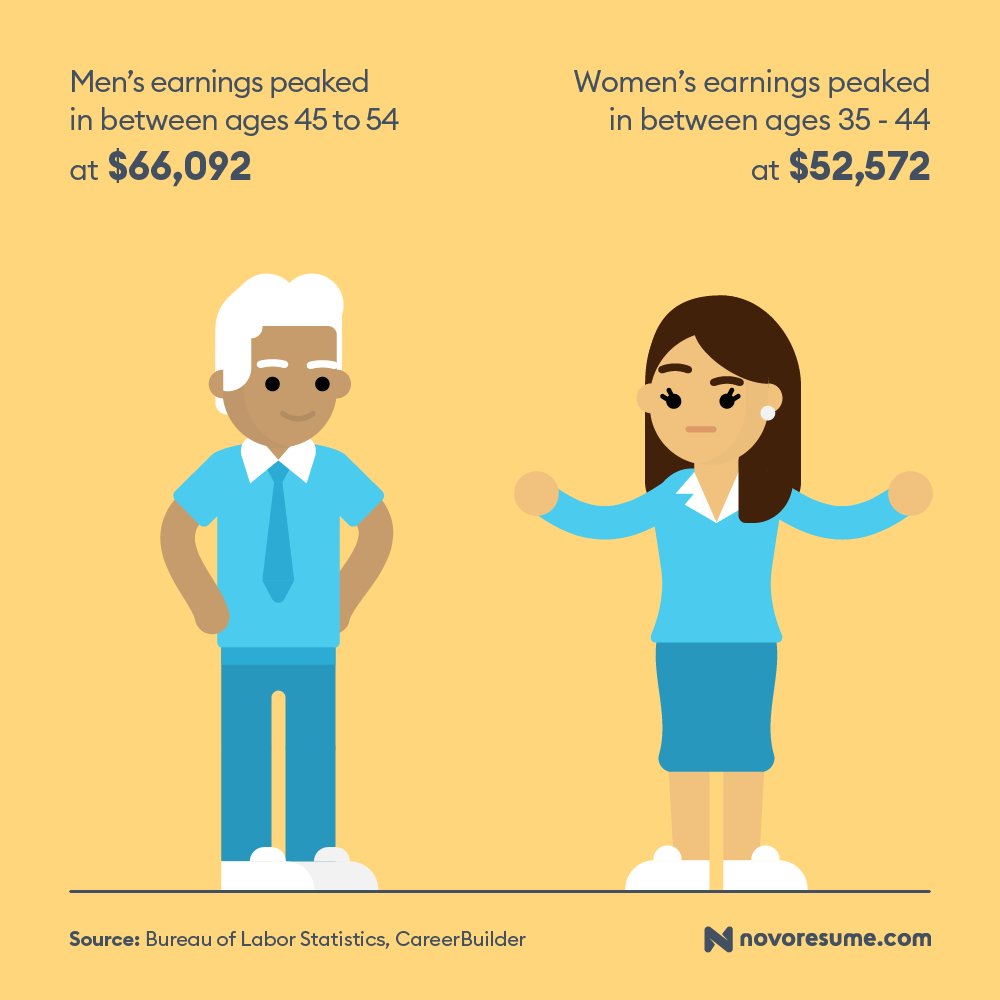 Men’s earnings peaked
in between ages 45 to 54
at $66,092
Women’s earnings peaked
in between ages 35 - 44
at $52,572
Source: Bureau of Labor Statistics, CareerBuilder
novoresume.com